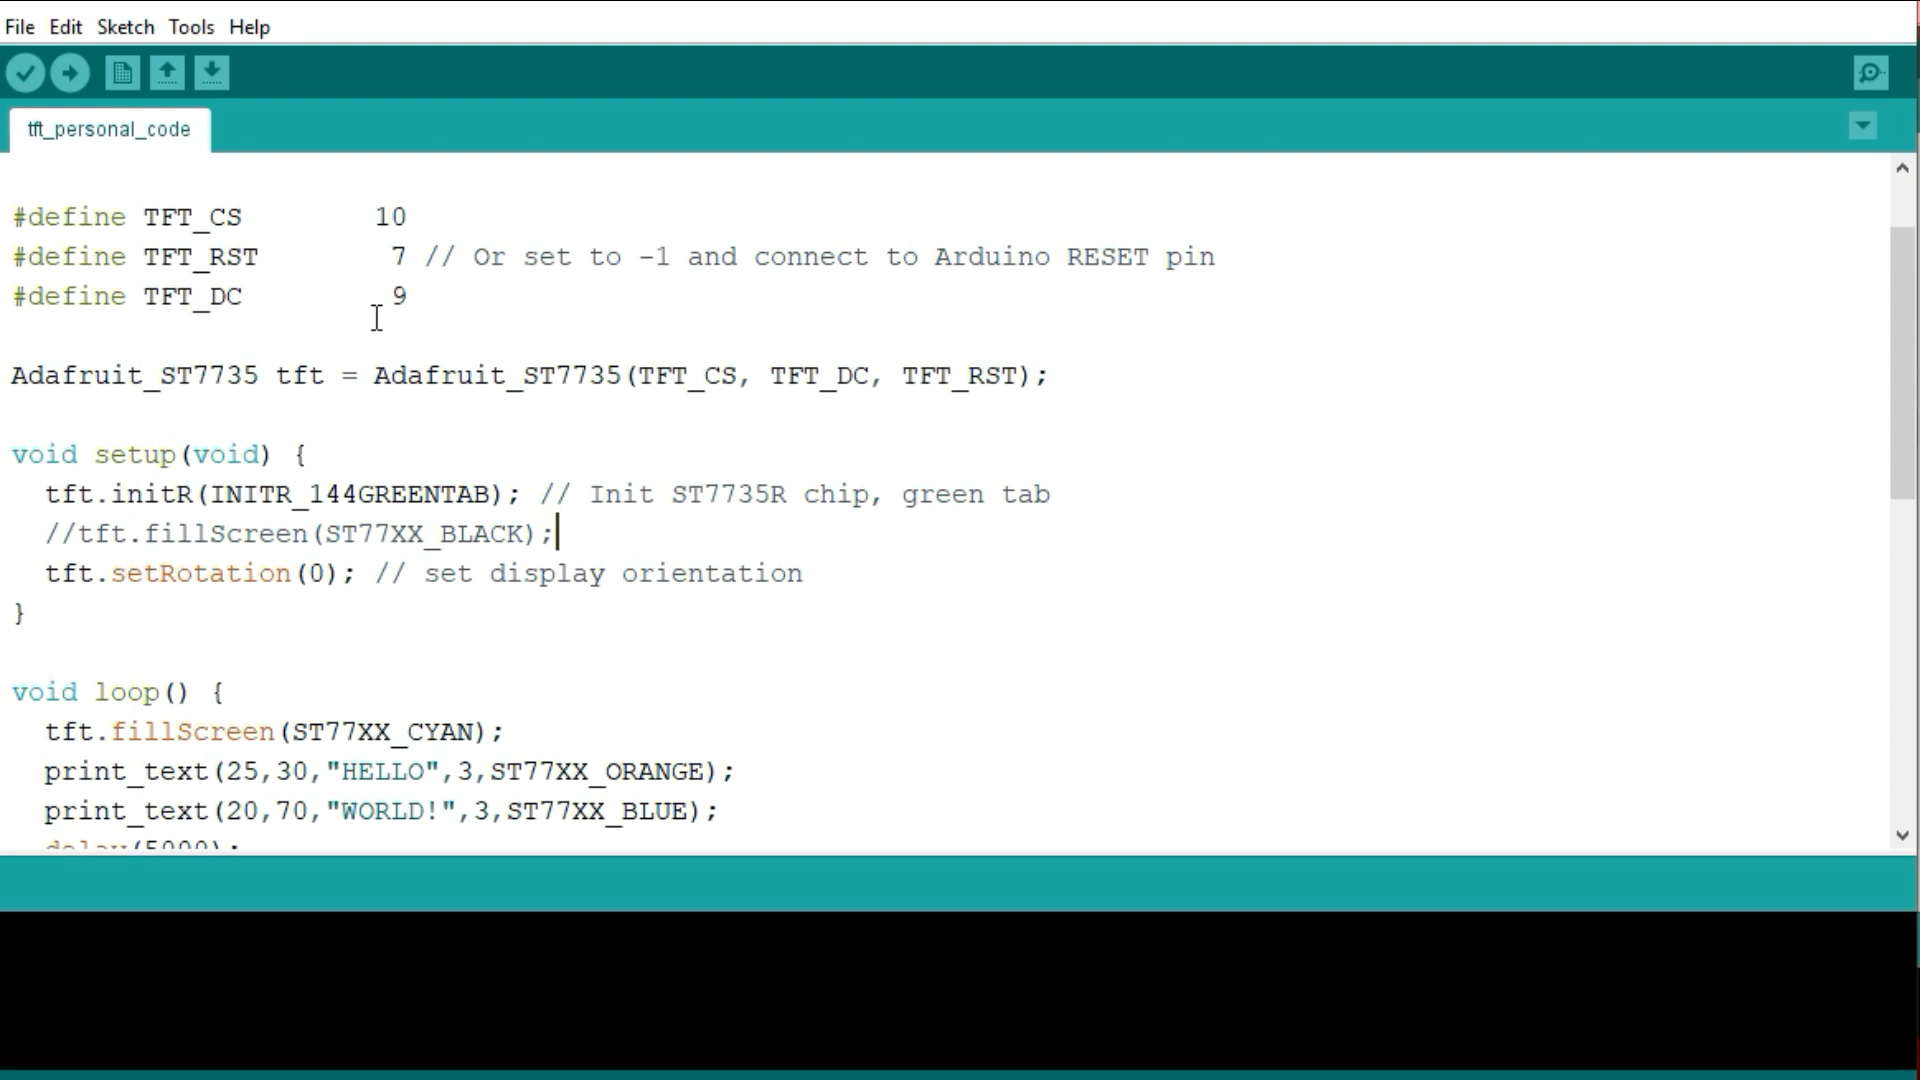 File Edit Sketch Tools Help
tft_personal_code
#define TFT_CS        10
#define TFT_RST        7 // Or set to -1 and connect to Arduino RESET pin
#define TFT_DC         9
Adafruit_ST7735 tft = Adafruit_ST7735(TFT_CS, TFT_DC, TFT_RST);
void setup(void) {
  tft.initR(INITR_144GREENTAB); // Init ST7735R chip, green tab
  //tft.fillScreen(ST77XX_BLACK);
  tft.setRotation(0); // set display orientation
}
void loop() {
  tft.fillScreen(ST77XX_CYAN);
  print_text(25,30,"HELLO",3,ST77XX_ORANGE);
  print_text(20,70,"WORLD!",3,ST77XX_BLUE);
  delay(5000);